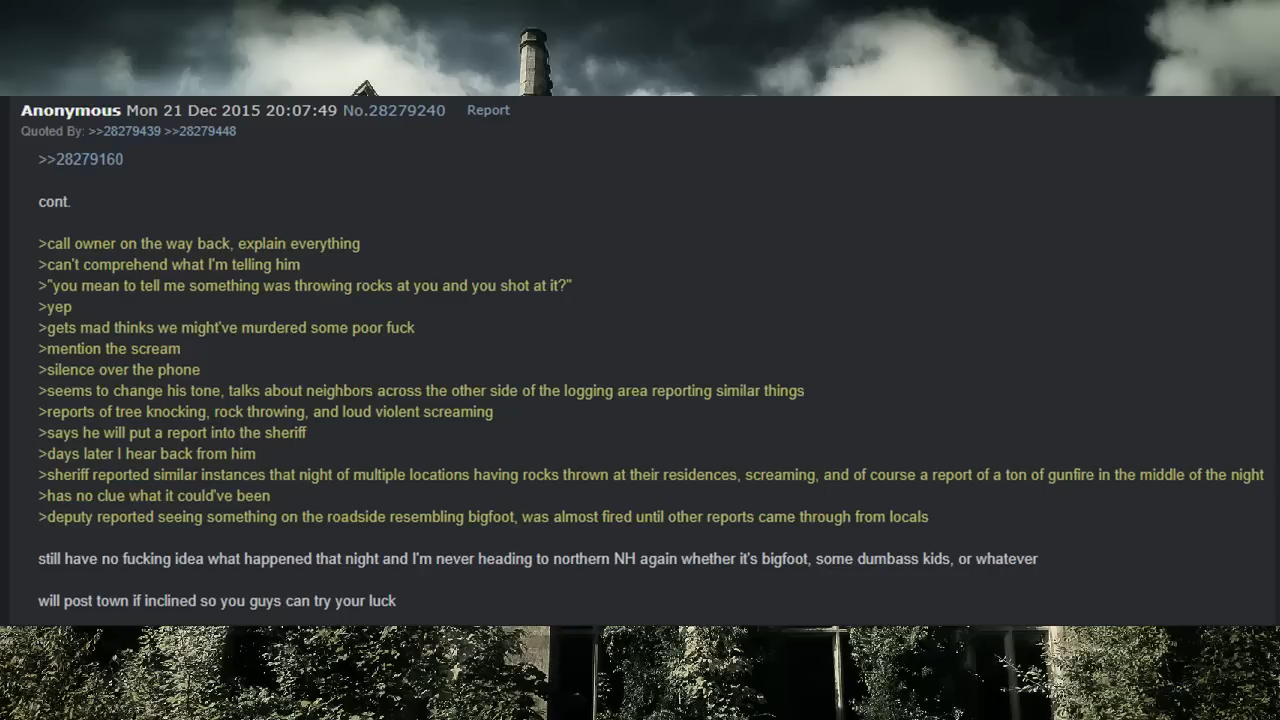 Anonymous Mon 21 Dec 2015 20:07:49 No.28279240 Report
Quoted By: >>28279439 >>28279448
>>28279160
cont.
>call owner on the way back, explain everything
>can't comprehend what I'm telling him
>"you mean to tell me something was throwing rocks at you and you shot at it?"
>yep
>gets mad thinks we might've murdered some poor fuck
>mention the scream
>silence over the phone
>seems to change his tone, talks about neighbors across the other side of the logging area reporting similar things
>reports of tree knocking, rock throwing, and loud violent screaming
>says he will put a report into the sheriff
>days later I hear back from him
>sheriff reported similar instances that night of multiple locations having rocks thrown at their residences, screaming, and of course a report of a ton of gunfire in the middle of the night
>has no clue what it could've been
>deputy reported seeing something on the roadside resembling bigfoot, was almost fired until other reports came through from locals
still have no fucking idea what happened that night and I'm never heading to northern NH again whether it's bigfoot, some dumbass kids, or whatever
will post town if inclined so you guys can try your luck